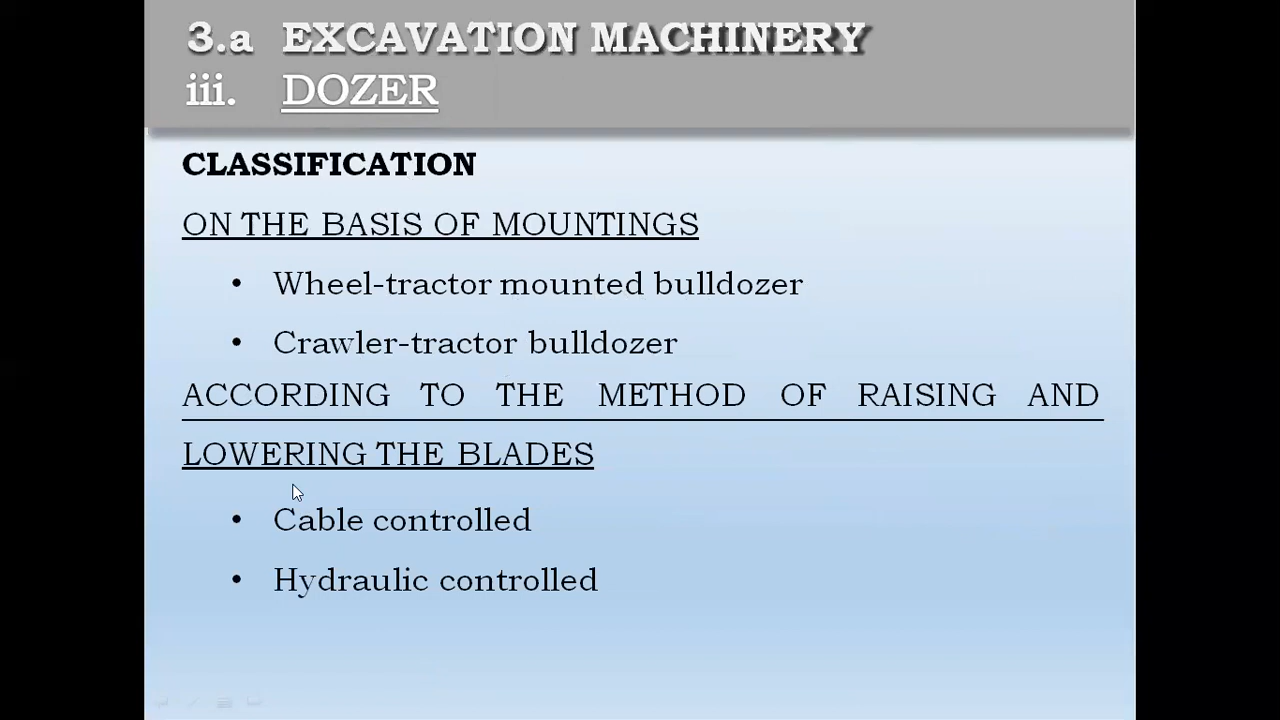 3.a EXCAVATION MACHINERY
iii. DOZER
CLASSIFICATION
ON THE BASIS OF MOUNTINGS
• Wheel-tractor mounted bulldozer
• Crawler-tractor bulldozer
ACCORDING TO THE METHOD OF RAISING AND
LOWERING THE BLADES
• Cable controlled
• Hydraulic controlled